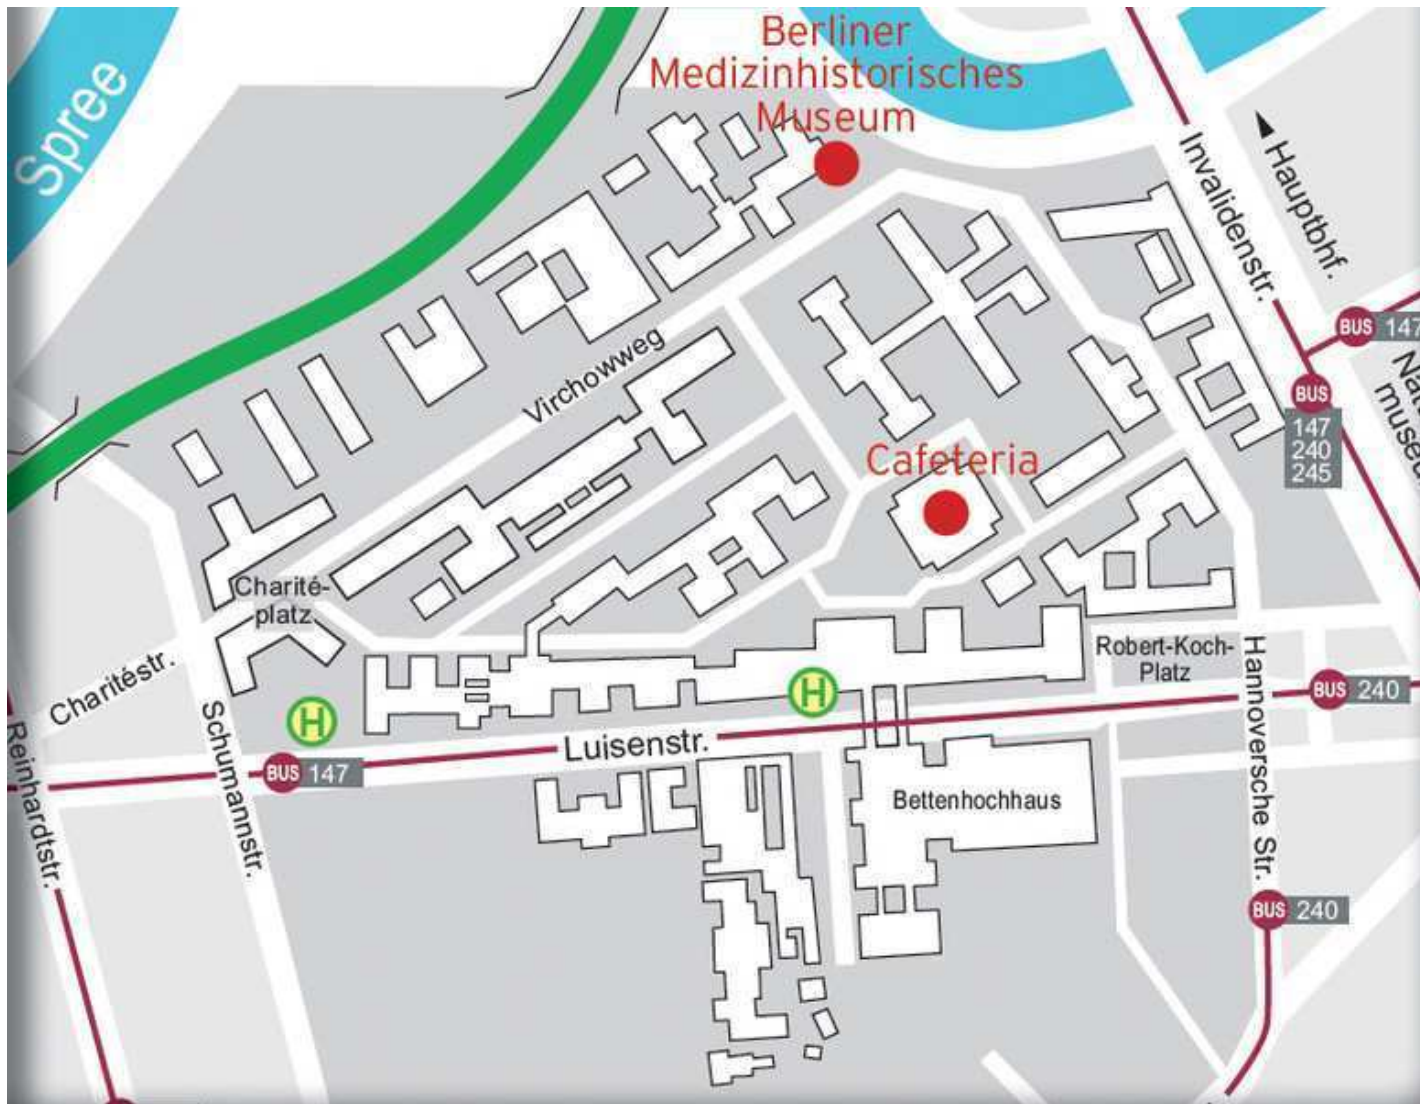 Berliner
Medizinhistorisches
Museum
Spree
Invalidenstr.
Hauptbhf.
BUS 147
BUS
147
240
245
Virchowweg
Cafeteria
Charité-
platz
Charitéstr.
Robert-Koch-
Platz
Hannoversche Str.
BUS 240
H
H
Luisenstr.
BUS 147
Schumannstr.
Reinhardtstr.
Bettenhochhaus
BUS 240